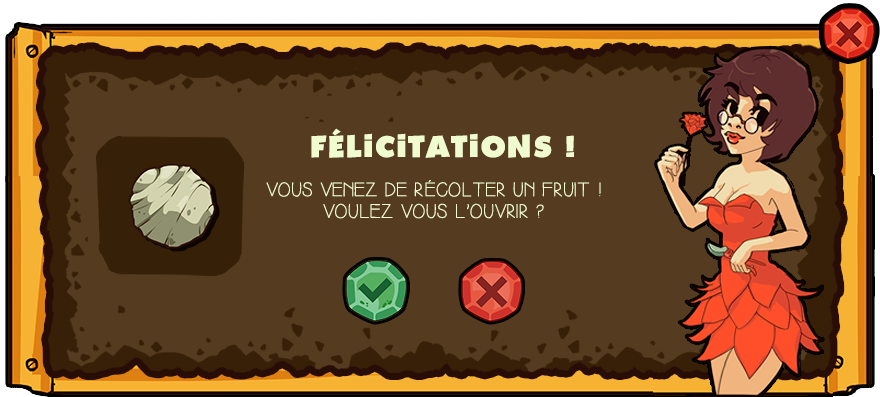 FÉLICITATIONS !
VOUS VENEZ DE RÉCOLTER UN FRUIT !
VOULEZ VOUS L'OUVRIR ?